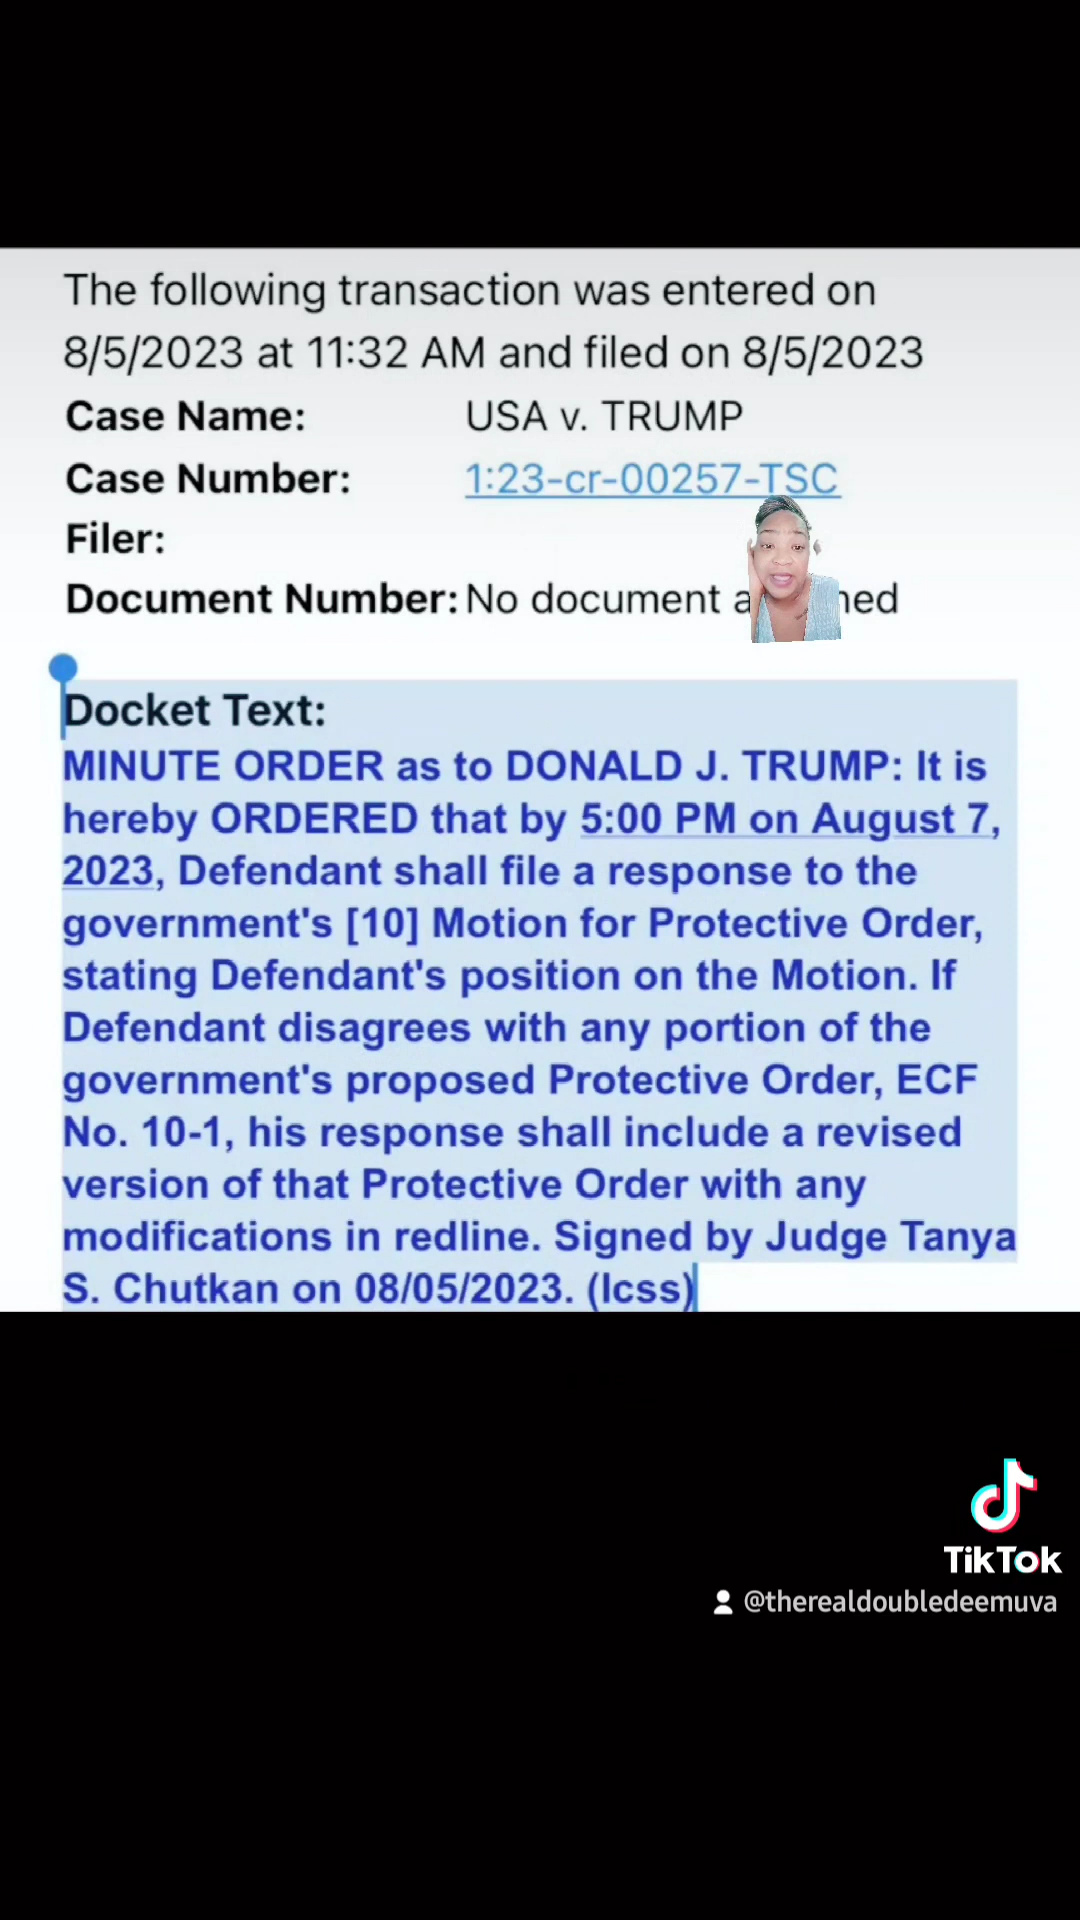 The following transaction was entered on
8/5/2023 at 11:32 AM and filed on 8/5/2023
Case Name: USA v. TRUMP
Case Number: 1:23-cr-00257-TSC
Filer:
Document Number: No document
Docket Text:
MINUTE ORDER as to DONALD J. TRUMP: It is
hereby ORDERED that by 5:00 PM on August 7,
2023, Defendant shall file a response to the
government's [10] Motion for Protective Order,
stating Defendant's position on the Motion. If
Defendant disagrees with any portion of the
government's proposed Protective Order, ECF
No. 10-1, his response shall include a revised
version of that Protective Order with any
modifications in redline. Signed by Judge Tanya
S. Chutkan on 08/05/2023. (lcss)
TikTok
@therealdoubledeemuva